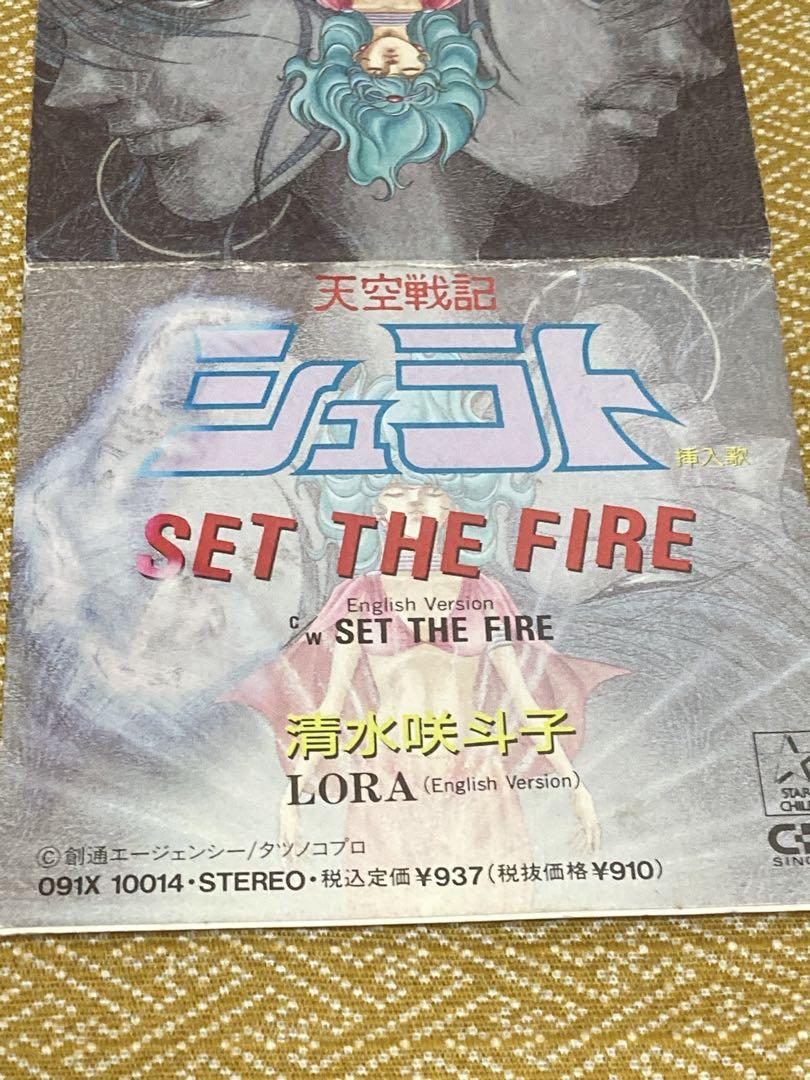 天空戦記
シュラト
挿入歌
SET THE FIRE
English Version
C/W SET THE FIRE
清水咲斗子
LORA (English Version)
STAR
CHIL
©創通エージェンシー/タツノコプロ
091X 10014・STEREO・税込定価¥937(税抜価格¥910)